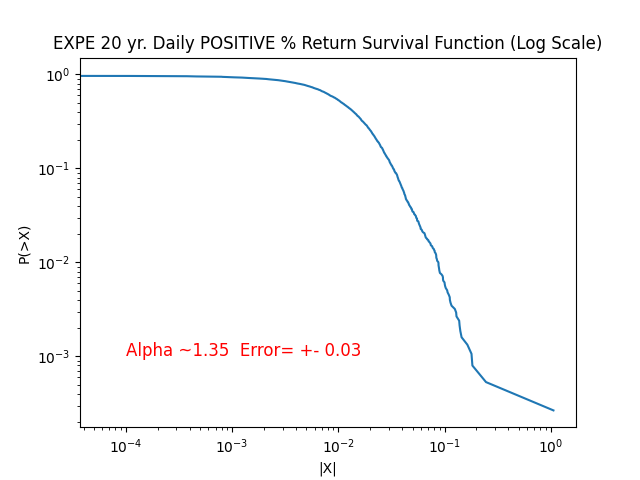 EXPE 20 yr. Daily POSITIVE % Return Survival Function (Log Scale)
10⁰
10⁻¹
10⁻²
10⁻³
P(>X)
Alpha ~1.35  Error= +- 0.03
10⁻⁴ 10⁻³ 10⁻² 10⁻¹ 10⁰
|X|